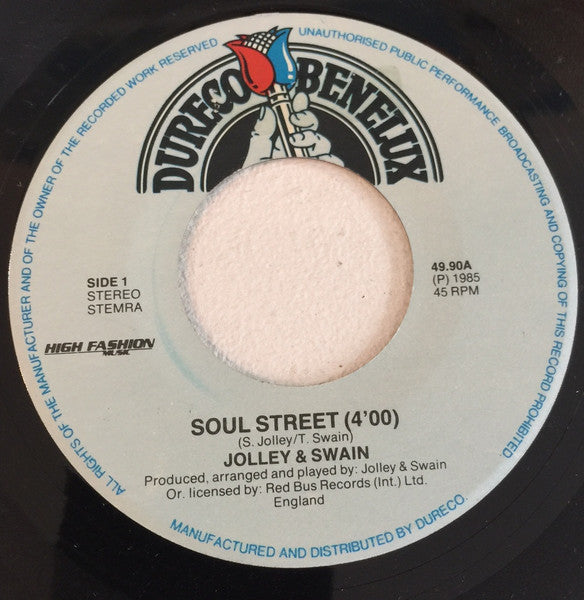 ALL RIGHTS OF THE MANUFACTURER AND OF THE OWNER OF THE RECORDED WORK RESERVED
UNAUTHORISED PUBLIC PERFORMANCE BROADCASTING AND COPYING OF THIS RECORD PROHIBITED.
DURECO BENELUX
SIDE 1
STEREO
STEMRA
49.90A
(P) 1985
45 RPM
HIGH FASHION
MUSIC
SOUL STREET (4'00)
(S. Jolley/T. Swain)
JOLLEY & SWAIN
Produced, arranged and played by: Jolley & Swain
Or. licensed by: Red Bus Records (Int.) Ltd.
England
MANUFACTURED AND DISTRIBUTED BY DURECO.